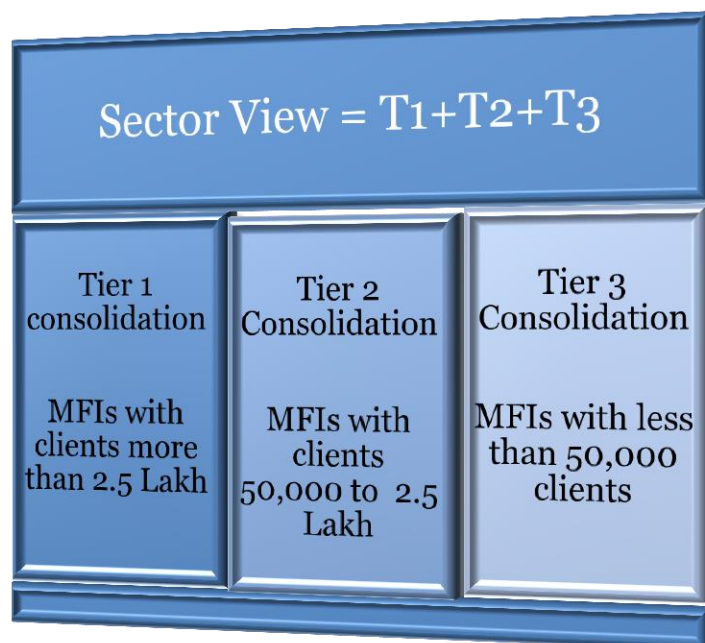 Sector View = T1+T2+T3
Tier 1
consolidation
MFIs with
clients more
than 2.5 Lakh
Tier 2
Consolidation
MFIs with
clients
50,000 to 2.5
Lakh
Tier 3
Consolidation
MFIs with less
than 50,000
clients